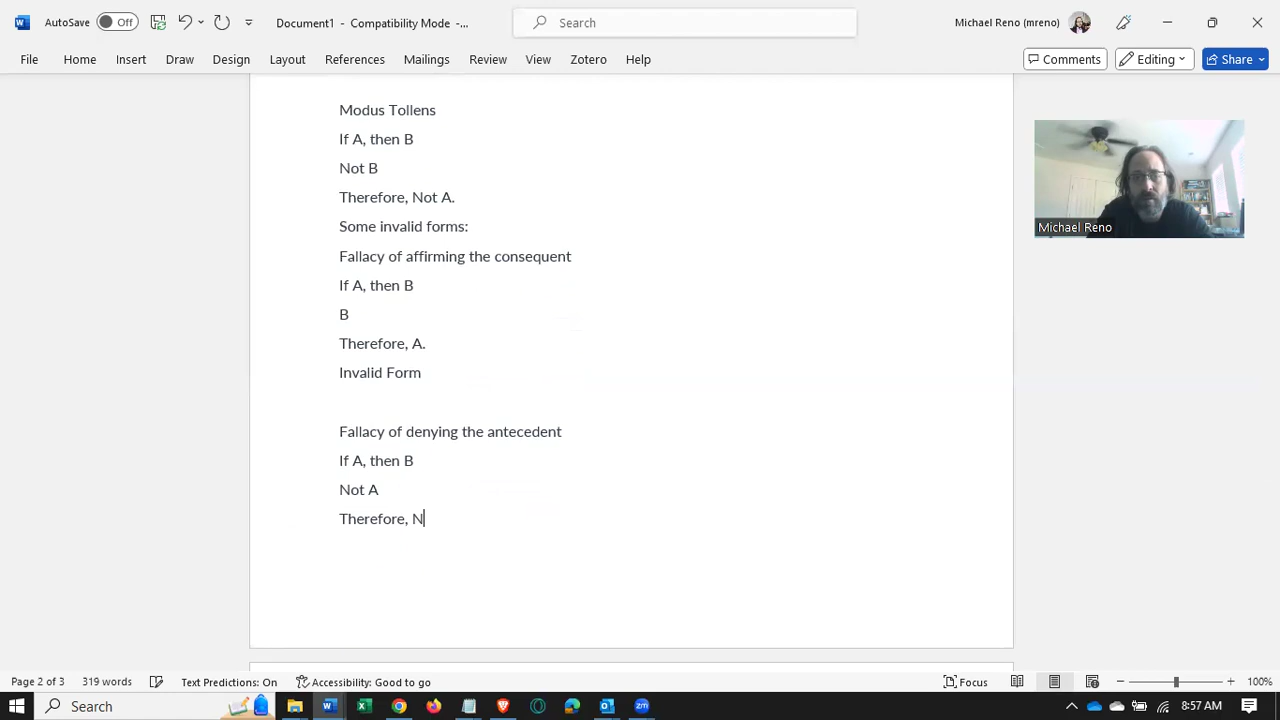 AutoSave Off Document1 - Compatibility Mode -... Search Michael Reno (mreno)
File Home Insert Draw Design Layout References Mailings Review View Zotero Help Comments Editing Share
Modus Tollens
If A, then B
Not B
Therefore, Not A.
Some invalid forms:
Fallacy of affirming the consequent
If A, then B
B
Therefore, A.
Invalid Form
Fallacy of denying the antecedent
If A, then B
Not A
Therefore, N
Michael Reno
Page 2 of 3 319 words Text Predictions: On Accessibility: Good to go Focus 100%
Search 8:57 AM